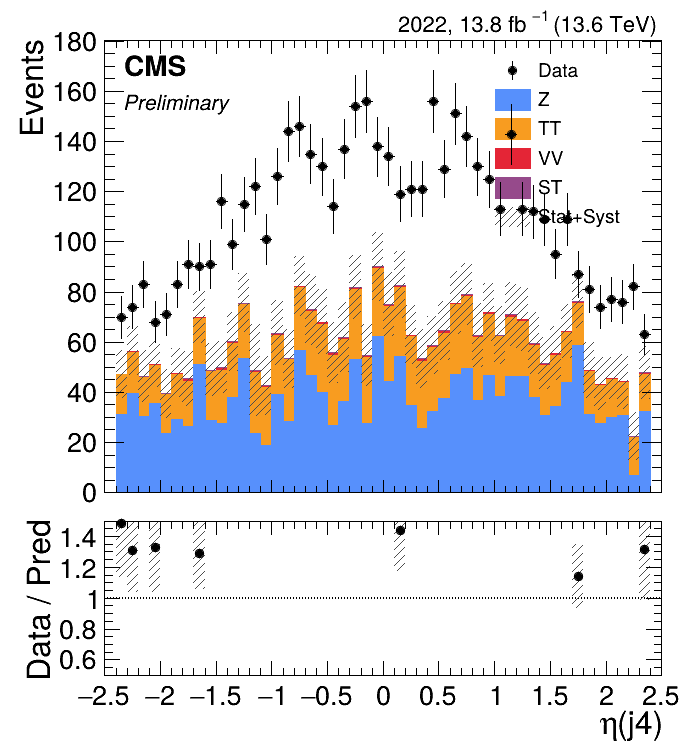 2022, 13.8 fb⁻¹ (13.6 TeV)
Events
180
160
140
120
100
80
60
40
20
0
CMS
Preliminary
Data
Z
TT
VV
ST
Stat+Syst
Data / Pred
1.4
1.2
1
0.8
0.6
−2.5 −2 −1.5 −1 −0.5 0 0.5 1 1.5 2 2.5
η(j4)